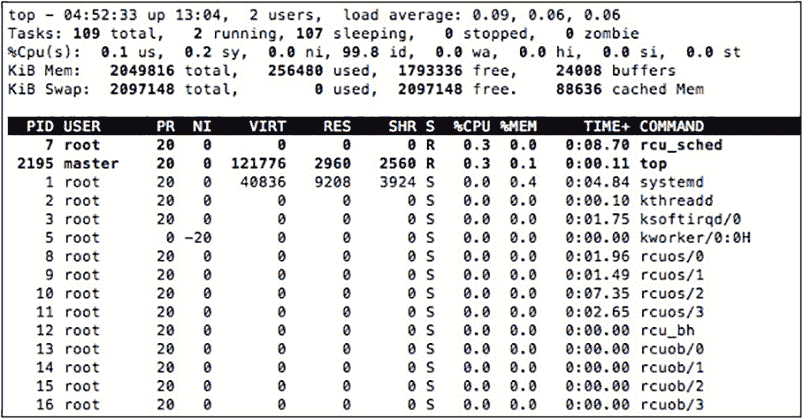 top - 04:52:33 up 13:04,  2 users,  load average: 0.09, 0.06, 0.06
Tasks: 109 total,   2 running, 107 sleeping,   0 stopped,   0 zombie
%Cpu(s):  0.1 us,  0.2 sy,  0.0 ni, 99.8 id,  0.0 wa,  0.0 hi,  0.0 si,  0.0 st
KiB Mem:   2049816 total,   256480 used,  1793336 free,    24008 buffers
KiB Swap:  2097148 total,        0 used,  2097148 free.    88636 cached Mem
PID USER      PR  NI    VIRT    RES    SHR S  %CPU %MEM     TIME+ COMMAND
7 root      20   0       0      0      0 R   0.3  0.0   0:08.70 rcu_sched
2195 master    20   0  121776   2960   2560 R   0.3  0.1   0:00.11 top
1 root      20   0   40836   9208   3924 S   0.0  0.4   0:04.84 systemd
2 root      20   0       0      0      0 S   0.0  0.0   0:00.10 kthreadd
3 root      20   0       0      0      0 S   0.0  0.0   0:01.75 ksoftirqd/0
5 root       0 -20       0      0      0 S   0.0  0.0   0:00.00 kworker/0:0H
8 root      20   0       0      0      0 S   0.0  0.0   0:01.96 rcuos/0
9 root      20   0       0      0      0 S   0.0  0.0   0:01.49 rcuos/1
10 root      20   0       0      0      0 S   0.0  0.0   0:07.35 rcuos/2
11 root      20   0       0      0      0 S   0.0  0.0   0:02.65 rcuos/3
12 root      20   0       0      0      0 S   0.0  0.0   0:00.00 rcu_bh
13 root      20   0       0      0      0 S   0.0  0.0   0:00.00 rcuob/0
14 root      20   0       0      0      0 S   0.0  0.0   0:00.00 rcuob/1
15 root      20   0       0      0      0 S   0.0  0.0   0:00.00 rcuob/2
16 root      20   0       0      0      0 S   0.0  0.0   0:00.00 rcuob/3